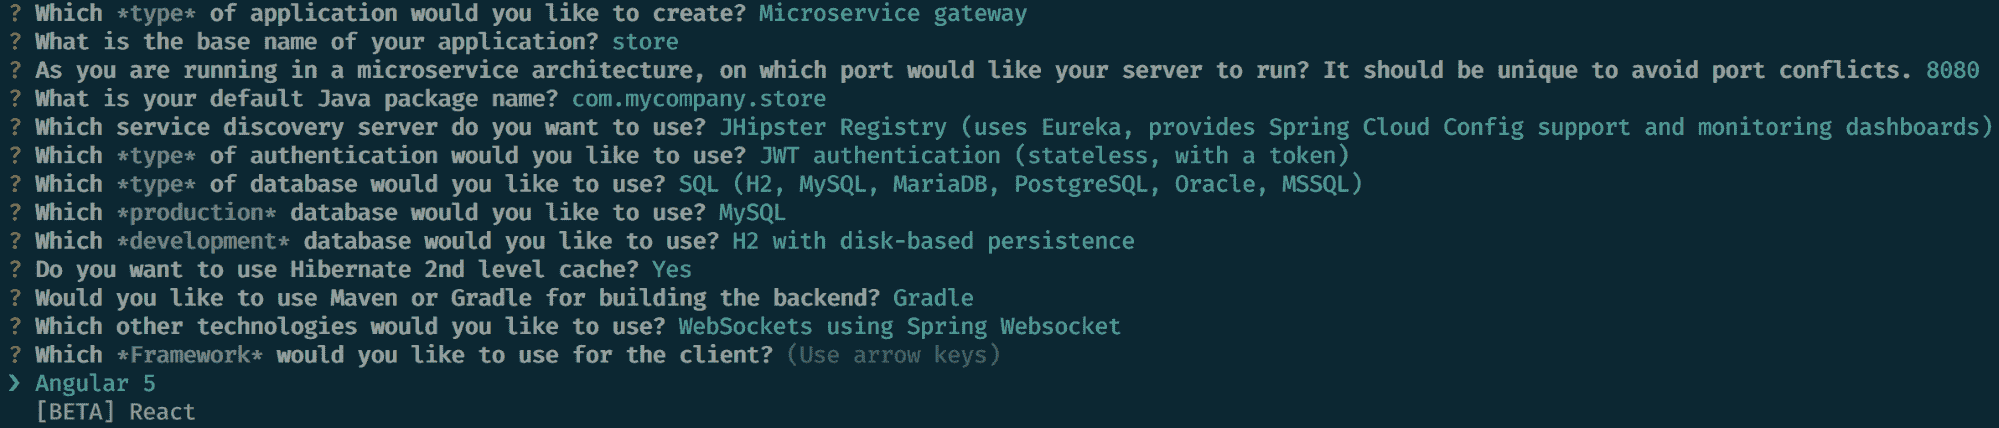 ? Which *type* of application would you like to create? Microservice gateway
? What is the base name of your application? store
? As you are running in a microservice architecture, on which port would like your server to run? It should be unique to avoid port conflicts. 8080
? What is your default Java package name? com.mycompany.store
? Which service discovery server do you want to use? JHipster Registry (uses Eureka, provides Spring Cloud Config support and monitoring dashboards)
? Which *type* of authentication would you like to use? JWT authentication (stateless, with a token)
? Which *type* of database would you like to use? SQL (H2, MySQL, MariaDB, PostgreSQL, Oracle, MSSQL)
? Which *production* database would you like to use? MySQL
? Which *development* database would you like to use? H2 with disk-based persistence
? Do you want to use Hibernate 2nd level cache? Yes
? Would you like to use Maven or Gradle for building the backend? Gradle
? Which other technologies would you like to use? WebSockets using Spring Websocket
? Which *Framework* would you like to use for the client? (Use arrow keys)
❯ Angular 5
[BETA] React